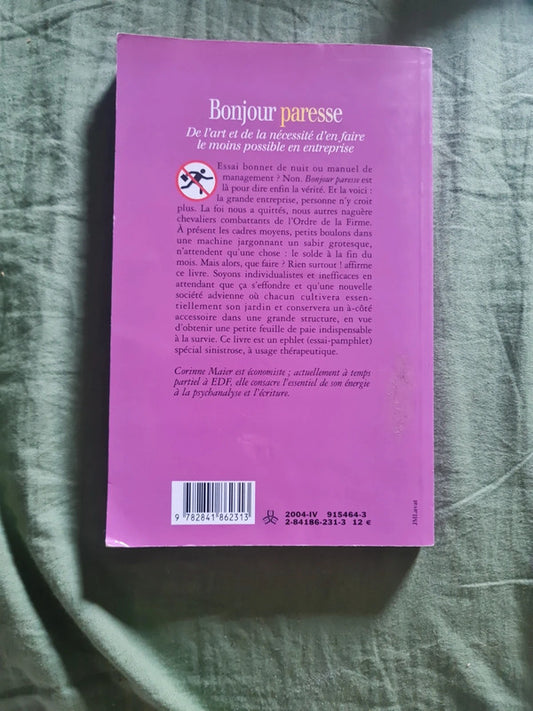 Bonjour paresse
De l'art et de la nécessité d'en faire
le moins possible en entreprise
Essai bonnet de nuit ou manuel de
management ? Non. Bonjour paresse est
là pour dire enfin la vérité. Et la voici :
la grande entreprise, personne n'y croit
plus. La foi nous a quittés, nous autres naguère
chevaliers combattants de l'Ordre de la Firme.
À présent les cadres moyens, petits boulons dans
une machine jargonnant un sabir grotesque,
n'attendent qu'une chose : le solde à la fin du
mois. Mais alors, que faire ? Rien surtout ! affirme
ce livre. Soyons individualistes et inefficaces en
attendant que ça s'effondre et qu'une nouvelle
société advienne où chacun cultivera essen-
tiellement son jardin et conservera un à-côté
accessoire dans une grande structure, en vue
d'obtenir une petite feuille de paie indispensable
à la survie. Ce livre est un ephlet (essai-pamphlet)
spécial sinistrose, à usage thérapeutique.
Corinne Maier est économiste ; actuellement à temps
partiel à EDF, elle consacre l'essentiel de son énergie
à la psychanalyse et l'écriture.
9 782841 862313
2004-IV 915464-3
2-84186-231-3 12 €
JMLarvat